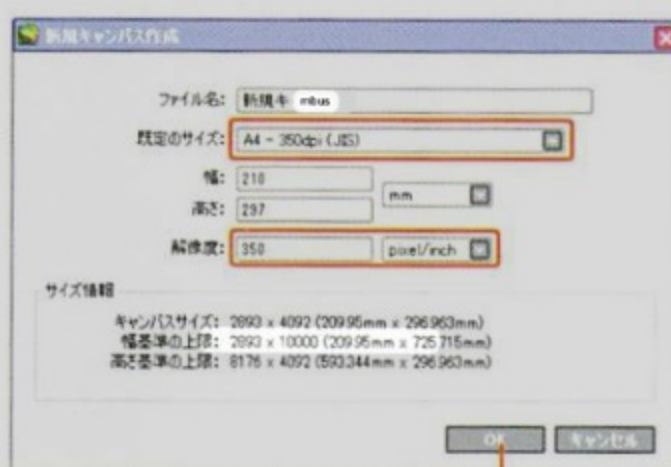 新規キャンバス作成
ファイル名: 新規キ mbus
既定のサイズ: A4 - 350dpi (JIS)
幅: 210
mm
高さ: 297
解像度: 350 pixel/inch
サイズ情報
キャンバスサイズ: 2893 x 4092 (209.95mm x 296.963mm)
幅基準の上限: 2893 x 10000 (209.95mm x 725.715mm)
高さ基準の上限: 8176 x 4092 (593.344mm x 296.963mm)
OK キャンセル